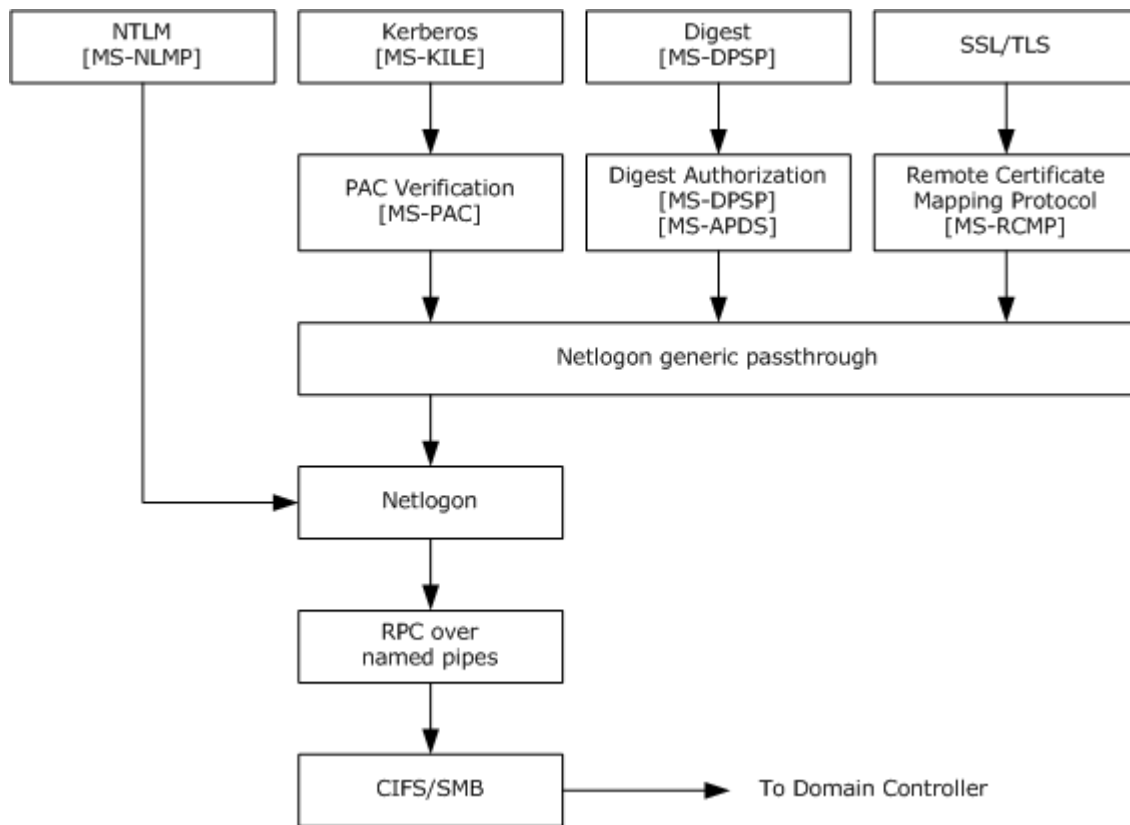 NTLM
[MS-NLMP]
Kerberos
[MS-KILE]
Digest
[MS-DPSP]
SSL/TLS
PAC Verification
[MS-PAC]
Digest Authorization
[MS-DPSP]
[MS-APDS]
Remote Certificate
Mapping Protocol
[MS-RCMP]
Netlogon generic passthrough
Netlogon
RPC over
named pipes
CIFS/SMB
To Domain Controller